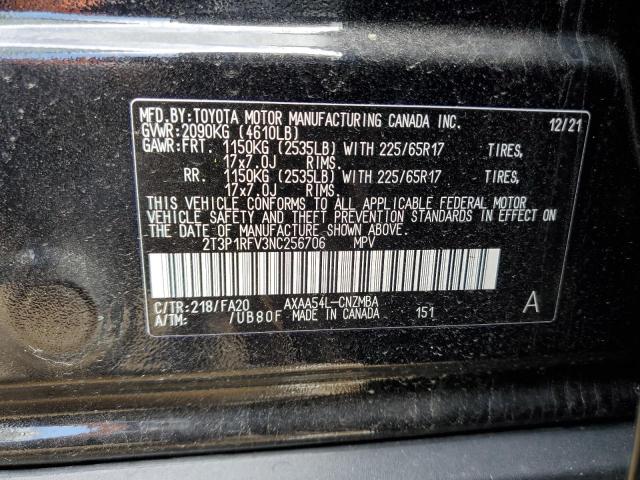 MFD.BY:TOYOTA MOTOR MANUFACTURING CANADA INC. 12/21
GVWR:2090KG (4610LB)
GAWR:FRT. 1150KG (2535LB) WITH 225/65R17 TIRES,
17x7.0J RIMS.
RR. 1150KG (2535LB) WITH 225/65R17 TIRES,
17x7.0J RIMS.
THIS VEHICLE CONFORMS TO ALL APPLICABLE FEDERAL MOTOR
VEHICLE SAFETY AND THEFT PREVENTION STANDARDS IN EFFECT ON
THE DATE OF MANUFACTURE SHOWN ABOVE.
2T3P1RFV3NC256706 MPV
C/TR:218/FA20 AXAA54L-CNZMBA A
A/TM: /UB80F MADE IN CANADA 151